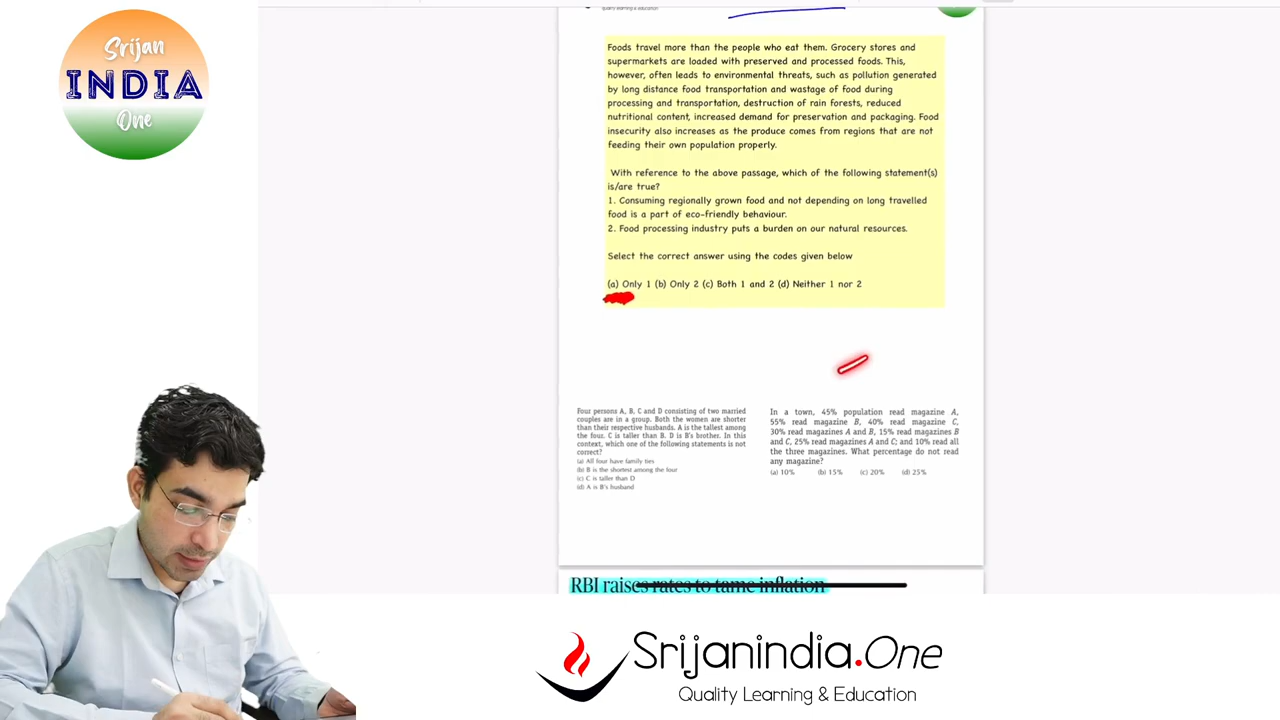 Srijan
INDIA
One
Quality learning & education
Foods travel more than the people who eat them. Grocery stores and
supermarkets are loaded with preserved and processed foods. This,
however, often leads to environmental threats, such as pollution generated
by long distance food transportation and wastage of food during
processing and transportation, destruction of rain forests, reduced
nutritional content, increased demand for preservation and packaging. Food
insecurity also increases as the produce comes from regions that are not
feeding their own population properly.
With reference to the above passage, which of the following statement(s)
is/are true?
1. Consuming regionally grown food and not depending on long travelled
food is a part of eco-friendly behaviour.
2. Food processing industry puts a burden on our natural resources.
Select the correct answer using the codes given below
(a) Only 1 (b) Only 2 (c) Both 1 and 2 (d) Neither 1 nor 2
Four persons A, B, C and D consisting of two married
couples are in a group. Both the women are shorter
than their respective husbands. A is the tallest among
the four. C is taller than B. D is B's brother. In this
context, which one of the following statements is not
correct?
(a) All four have family ties
(b) B is the shortest among the four
(c) C is taller than D
(d) A is B's husband
In a town, 45% population read magazine A,
55% read magazine B, 40% read magazine C,
30% read magazines A and B, 15% read magazines B
and C, 25% read magazines A and C; and 10% read all
the three magazines. What percentage do not read
any magazine?
(a) 10% (b) 15% (c) 20% (d) 25%
RBI raises rates to tame inflation
Srijanindia.One
Quality Learning & Education